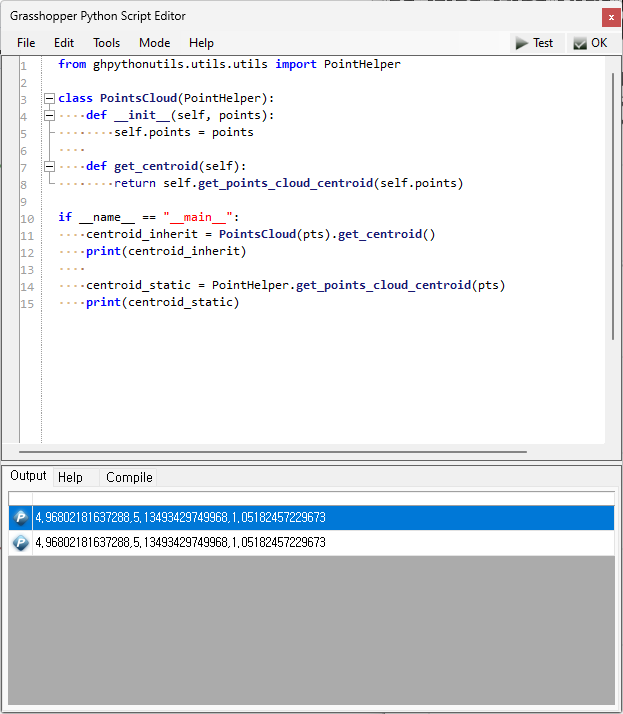 Grasshopper Python Script Editor
x
File Edit Tools Mode Help Test OK
1 from ghpythonutils.utils.utils import PointHelper
2
3 class PointsCloud(PointHelper):
4 ····def __init__(self, points):
5 ········self.points = points
6 ····
7 ····def get_centroid(self):
8 ········return self.get_points_cloud_centroid(self.points)
9
10 if __name__ == "__main__":
11 ····centroid_inherit = PointsCloud(pts).get_centroid()
12 ····print(centroid_inherit)
13 ····
14 ····centroid_static = PointHelper.get_points_cloud_centroid(pts)
15 ····print(centroid_static)
Output Help Compile
P 4,96802181637288,5,13493429749968,1,05182457229673
P 4,96802181637288,5,13493429749968,1,05182457229673